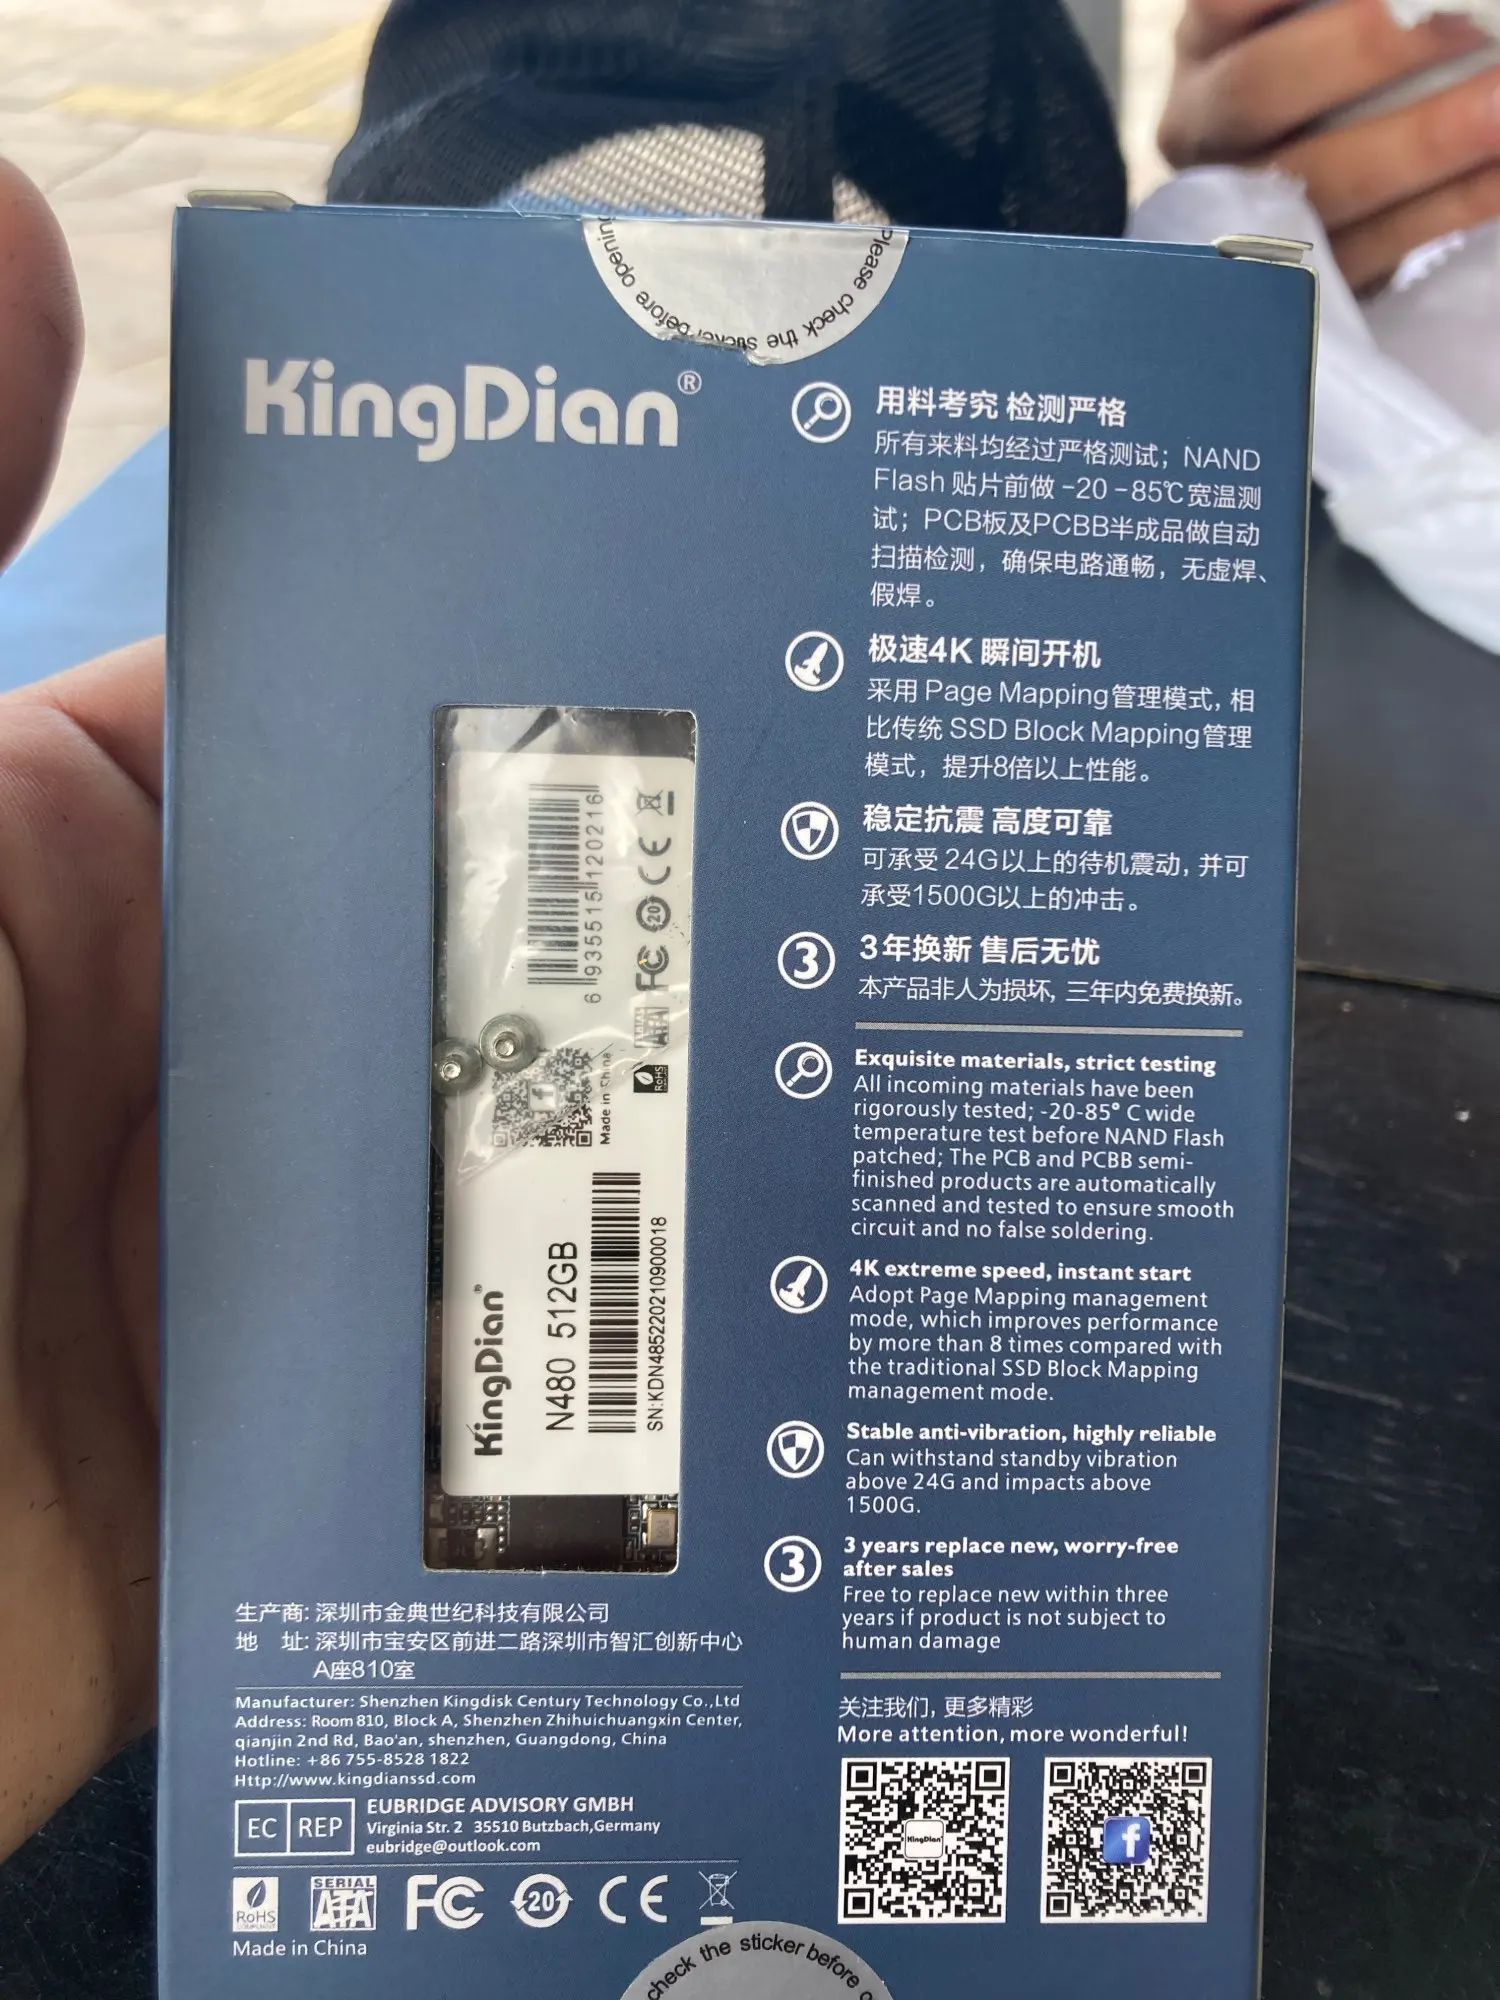 Please check the sticker before opening
KingDian®
用料考究 检测严格
所有来料均经过严格测试；NAND
Flash 贴片前做 -20 -85℃宽温测
试；PCB板及PCBB半成品做自动
扫描检测，确保电路通畅，无虚焊、
假焊。
极速4K 瞬间开机
采用 Page Mapping管理模式，相
比传统 SSD Block Mapping管理
模式，提升8倍以上性能。
稳定抗震 高度可靠
可承受 24G以上的待机震动，并可
承受1500G以上的冲击。
3
3年换新 售后无忧
本产品非人为损坏，三年内免费换新。
Exquisite materials, strict testing
All incoming materials have been
rigorously tested; -20-85° C wide
temperature test before NAND Flash
patched; The PCB and PCBB semi-
finished products are automatically
scanned and tested to ensure smooth
circuit and no false soldering.
4K extreme speed, instant start
Adopt Page Mapping management
mode, which improves performance
by more than 8 times compared with
the traditional SSD Block Mapping
management mode.
Stable anti-vibration, highly reliable
Can withstand standby vibration
above 24G and impacts above
1500G.
3
3 years replace new, worry-free
after sales
Free to replace new within three
years if product is not subject to
human damage
关注我们，更多精彩
More attention, more wonderful!
KingDian
f
KingDian®
N480 512GB
SN:KDN485220210900018
6 935515 120216
f
Made in China
RoHS
SERIAL
ATA
FC
20
CE
生产商: 深圳市金典世纪科技有限公司
地 址: 深圳市宝安区前进二路深圳市智汇创新中心
A座810室
Manufacturer: Shenzhen Kingdisk Century Technology Co.,Ltd
Address: Room 810, Block A, Shenzhen Zhihuichuangxin Center,
qianjin 2nd Rd, Bao'an, shenzhen, Guangdong, China
Hotline: +86 755-8528 1822
Http://www.kingdianssd.com
EC REP
EUBRIDGE ADVISORY GMBH
Virginia Str. 2 35510 Butzbach,Germany
eubridge@outlook.com
RoHS
COMPLIANT
SERIAL
ATA
FC
20
CE
Made in China
check the sticker before